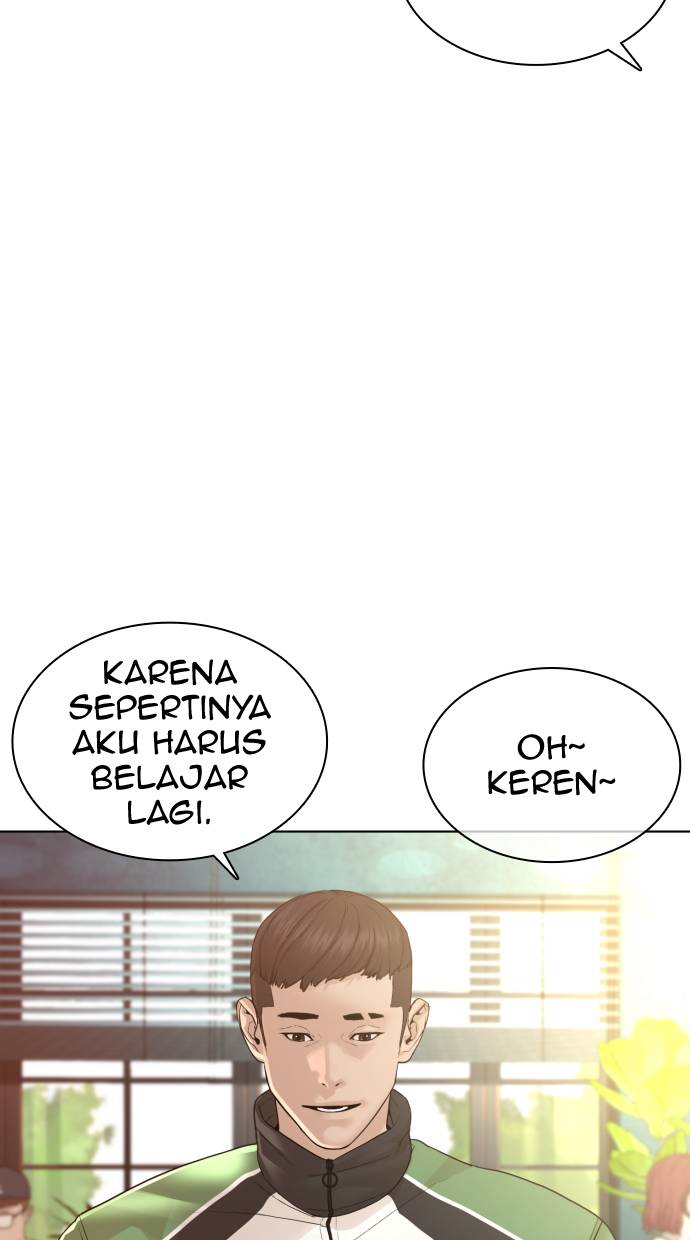 KARENA
SEPERTINYA
AKU HARUS
BELAJAR
LAGI.
OH~
KEREN~